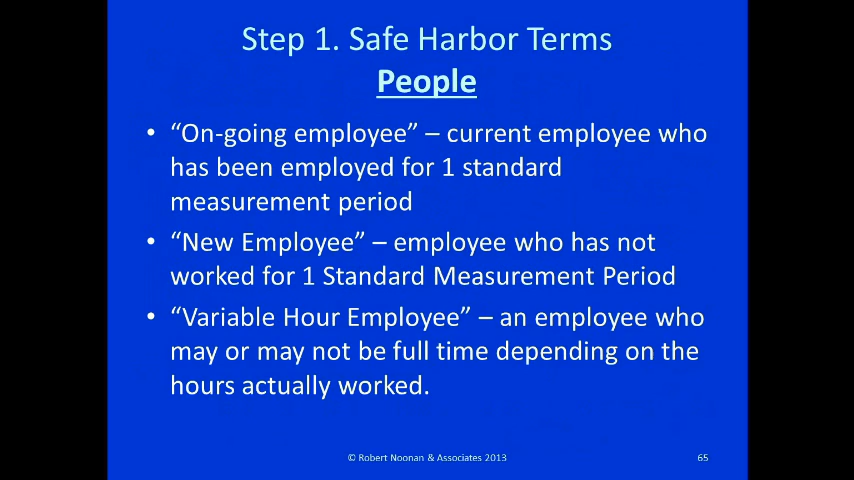 Step 1. Safe Harbor Terms
People
• “On-going employee” – current employee who
has been employed for 1 standard
measurement period
• “New Employee” – employee who has not
worked for 1 Standard Measurement Period
• “Variable Hour Employee” – an employee who
may or may not be full time depending on the
hours actually worked.
© Robert Noonan & Associates 2013
65